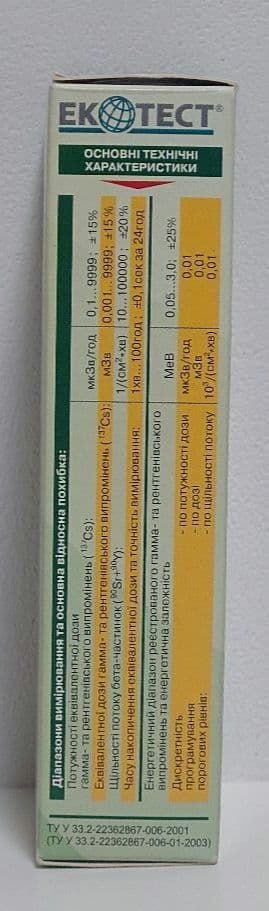 ЕКОТЕСТ®
ОСНОВНІ ТЕХНІЧНІ
ХАРАКТЕРИСТИКИ
Діапазони вимірювання та основна відносна похибка:
Потужності еквівалентної дози
гамма- та рентгенівського випромінень (137Cs): мкЗв/год 0,1...9999; ±15%
Еквівалентної дози гамма- та рентгенівського випромінень (137Cs): мЗв 0,001...9999; ±15%
Щільності потоку бета-частинок (90Sr+90Y): 1/(см²•хв) 10...100000; ±20%
Часу накопичення еквівалентної дози та точність вимірювання: 1хв...100год; ±0,1сек за 24год
Енергетичний діапазон реєстрованого гамма- та рентгенівського
випромінень та енергетична залежність МеВ 0,05...3,0; ±25%
Дискретність - по потужності дози мкЗв/год 0,01
програмування - по дозі мЗв 0,01
порогових рівнів: - по щільності потоку 10³/(см²•хв) 0,01
ТУ У 33.2-22362867-006-2001
(ТУ У 33.2-22362867-006-01-2003)